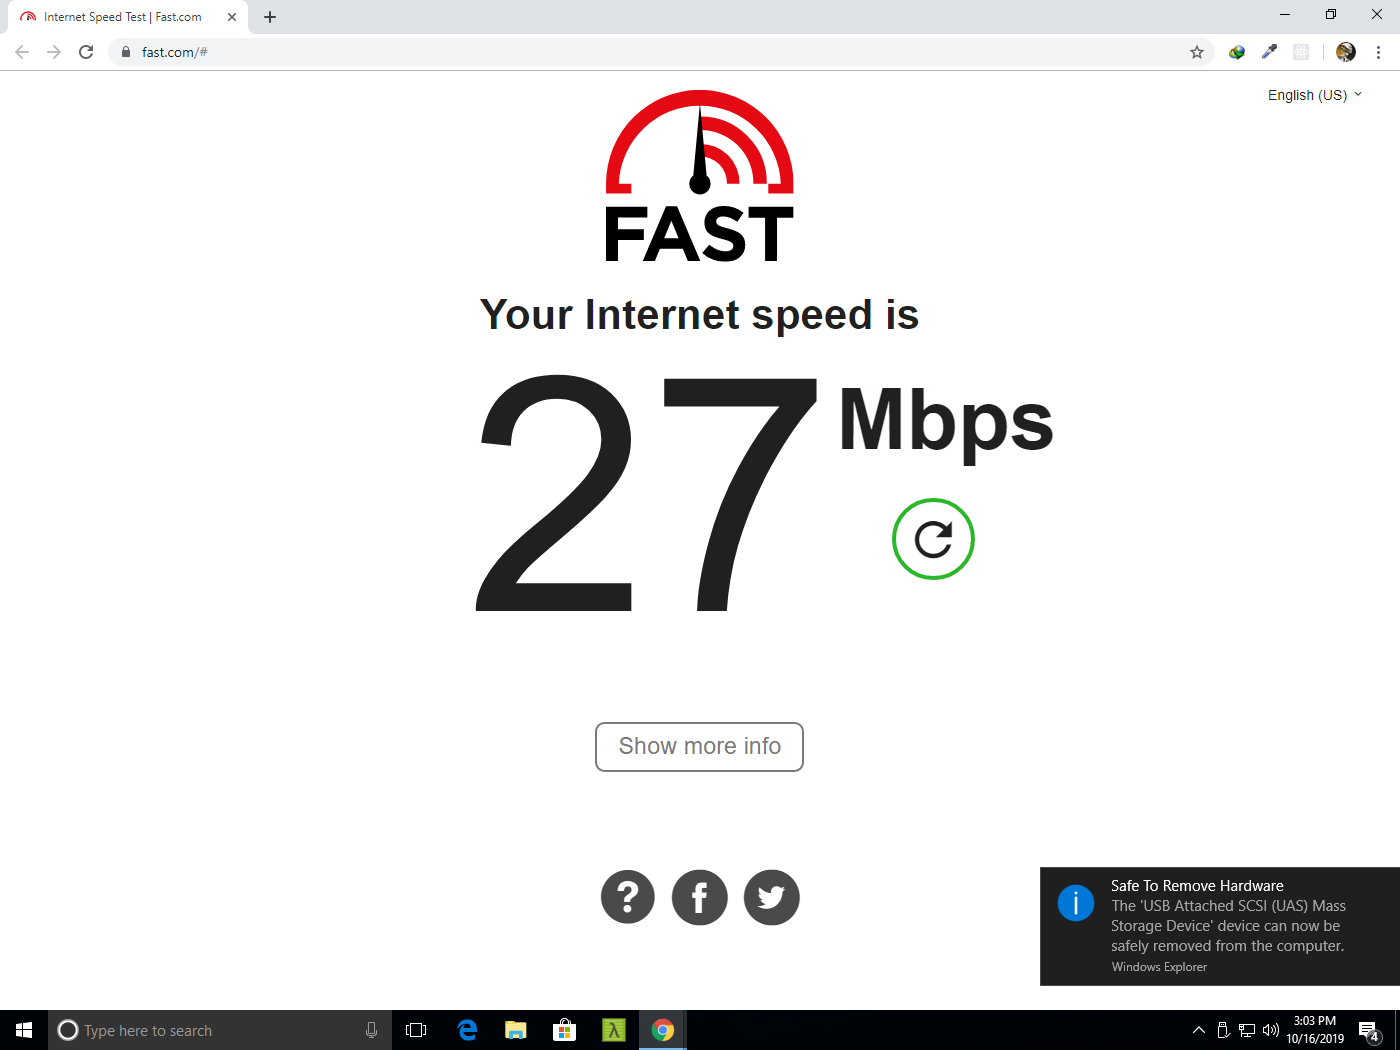 Internet Speed Test | Fast.com
fast.com/#
English (US)
FAST
Your Internet speed is
27 Mbps
Show more info
Safe To Remove Hardware
The 'USB Attached SCSI (UAS) Mass
Storage Device' device can now be
safely removed from the computer.
Windows Explorer
Type here to search
3:03 PM
10/16/2019
4